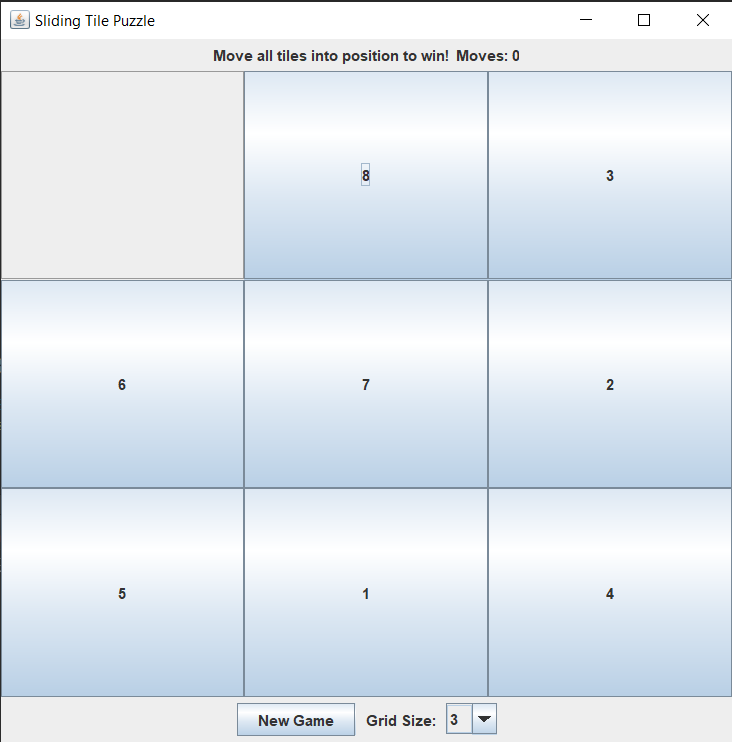 Sliding Tile Puzzle
Move all tiles into position to win! Moves: 0
8 3
6 7 2
5 1 4
New Game Grid Size: 3